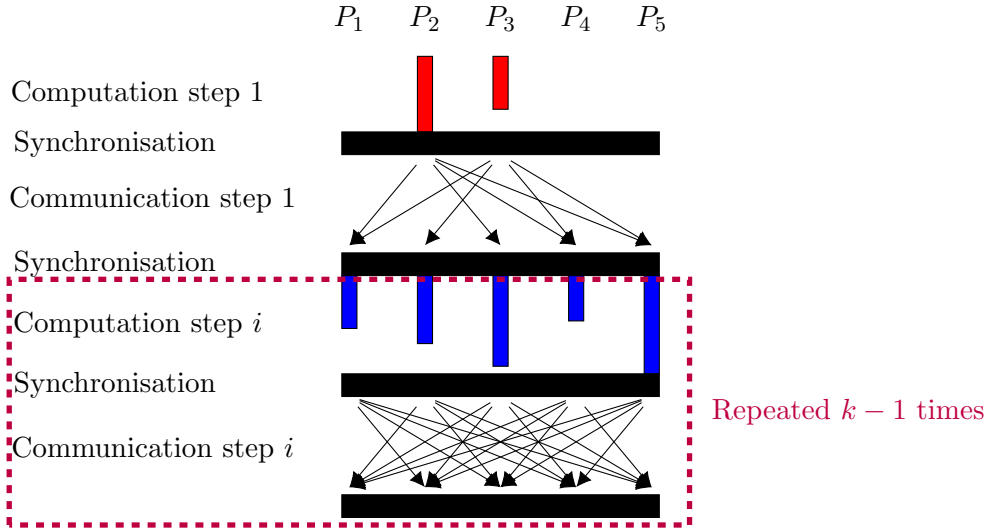 P₁ P₂ P₃ P₄ P₅
Computation step 1
Synchronisation
Communication step 1
Synchronisation
Computation step i
Synchronisation
Repeated k − 1 times
Communication step i